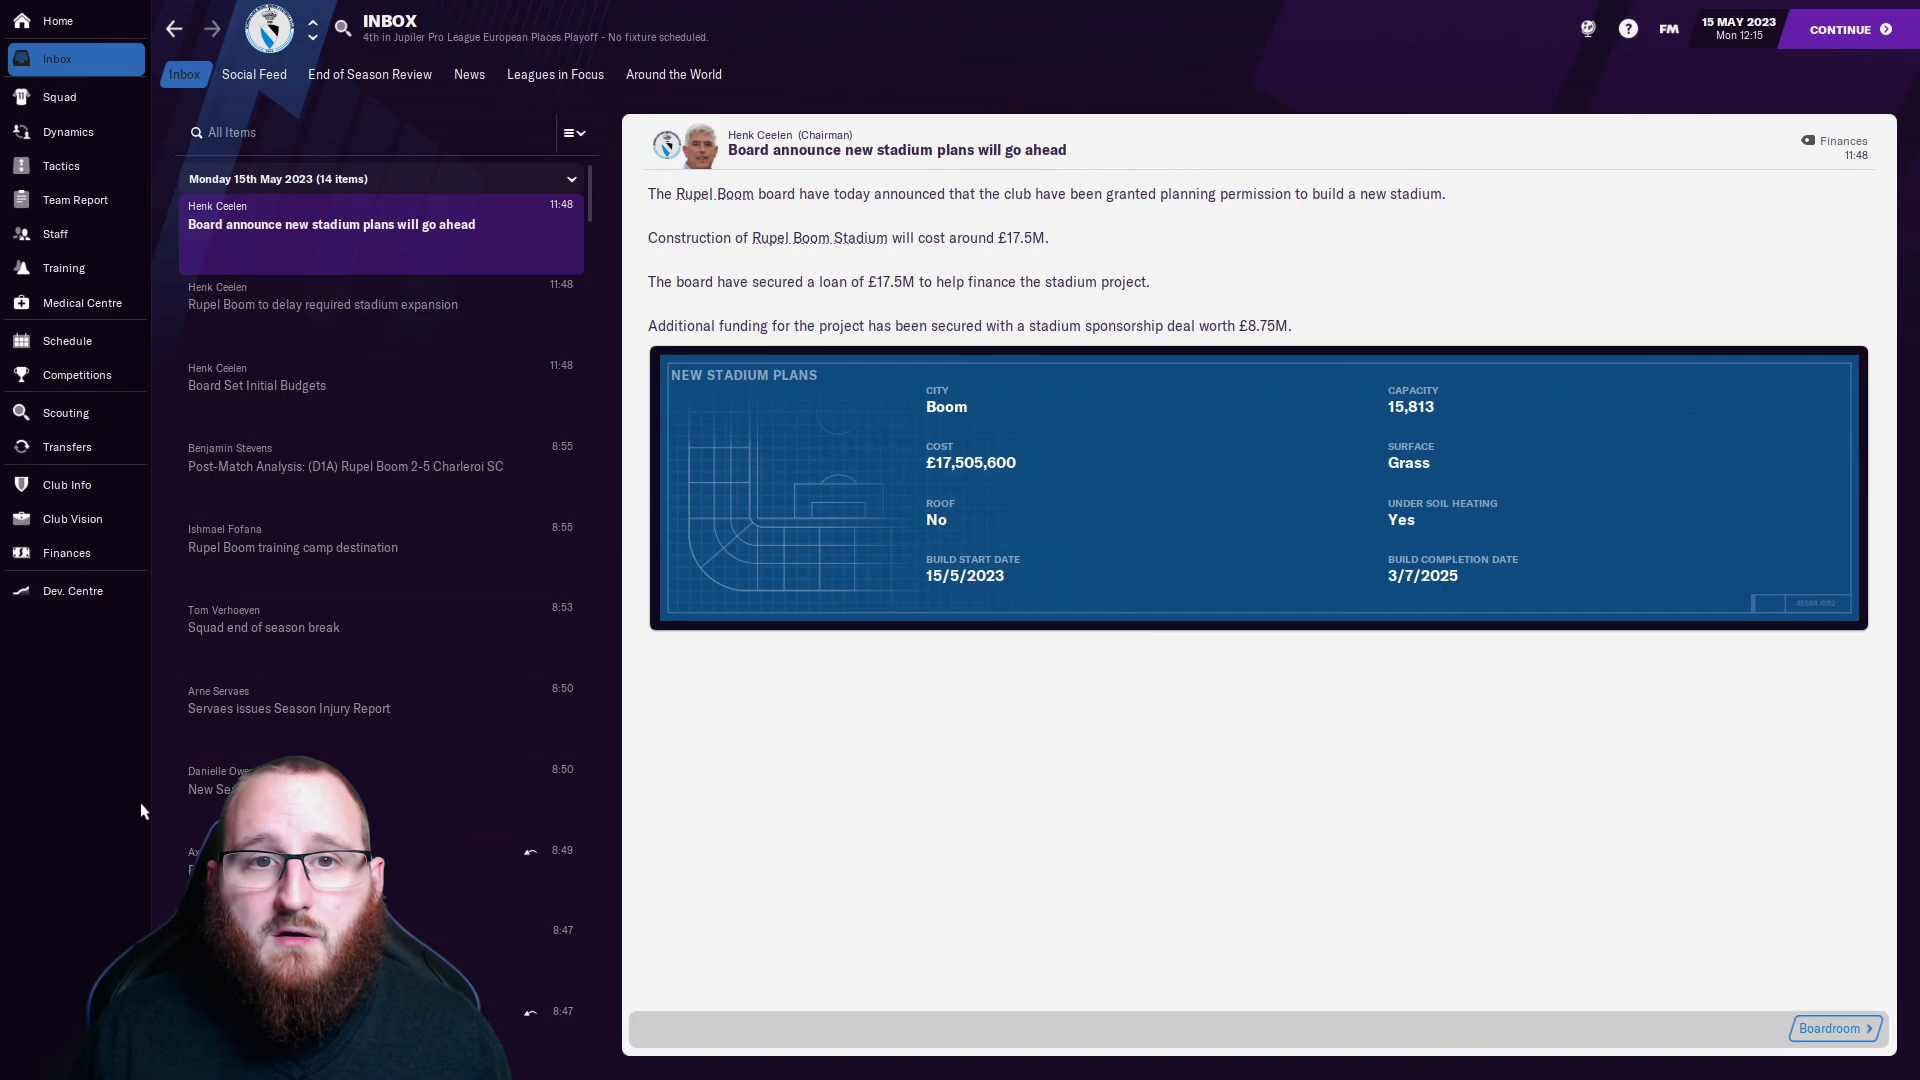 Home
Inbox
Squad
Dynamics
Tactics
Team Report
Staff
Training
Medical Centre
Schedule
Competitions
Scouting
Transfers
Club Info
Club Vision
Finances
Dev. Centre
INBOX
4th in Jupiler Pro League European Places Playoff - No fixture scheduled.
FM
15 MAY 2023
Mon 12:15
CONTINUE
Inbox Social Feed End of Season Review News Leagues in Focus Around the World
All Items
Monday 15th May 2023 (14 items)
Henk Ceelen 11:48
Board announce new stadium plans will go ahead
Henk Ceelen 11:48
Rupel Boom to delay required stadium expansion
Henk Ceelen 11:48
Board Set Initial Budgets
Benjamin Stevens 8:55
Post-Match Analysis: (D1A) Rupel Boom 2-5 Charleroi SC
Ishmael Fofana 8:55
Rupel Boom training camp destination
Tom Verhoeven 8:53
Squad end of season break
Arne Servaes 8:50
Servaes issues Season Injury Report
Danielle 8:50
New
8:49
8:47
8:47
Henk Ceelen (Chairman)
Board announce new stadium plans will go ahead
Finances
11:48
The Rupel Boom board have today announced that the club have been granted planning permission to build a new stadium.
Construction of Rupel Boom Stadium will cost around £17.5M.
The board have secured a loan of £17.5M to help finance the stadium project.
Additional funding for the project has been secured with a stadium sponsorship deal worth £8.75M.
NEW STADIUM PLANS
CITY
Boom
CAPACITY
15,813
COST
£17,505,600
SURFACE
Grass
ROOF
No
UNDER SOIL HEATING
Yes
BUILD START DATE
15/5/2023
BUILD COMPLETION DATE
3/7/2025
Boardroom